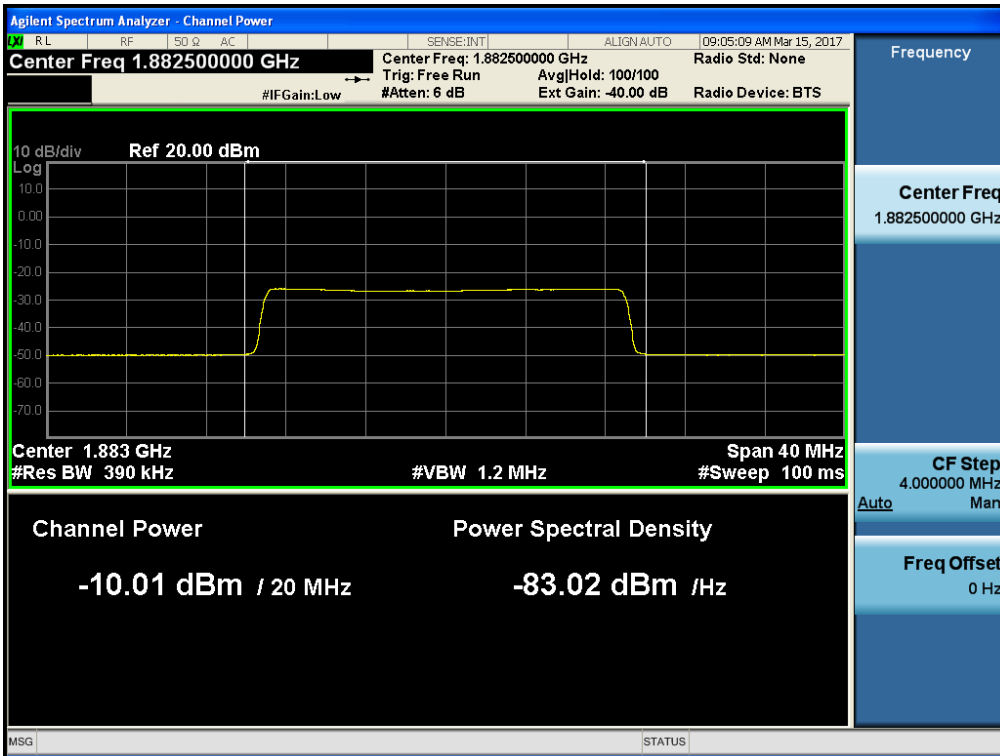 Agilent Spectrum Analyzer - Channel Power
LXI RL RF 50 Ω AC SENSE:INT ALIGN AUTO 09:05:09 AM Mar 15, 2017
Center Freq 1.882500000 GHz
Center Freq: 1.882500000 GHz Radio Std: None
Trig: Free Run Avg|Hold: 100/100
#IFGain:Low #Atten: 6 dB Ext Gain: -40.00 dB Radio Device: BTS
10 dB/div Ref 20.00 dBm
Log
10.0
0.00
-10.0
-20.0
-30.0
-40.0
-50.0
-60.0
-70.0
Center 1.883 GHz Span 40 MHz
#Res BW 390 kHz #VBW 1.2 MHz #Sweep 100 ms
Channel Power Power Spectral Density
-10.01 dBm / 20 MHz -83.02 dBm /Hz
Frequency
Center Freq
1.882500000 GHz
CF Step
4.000000 MHz
Auto Man
Freq Offset
0 Hz
MSG STATUS